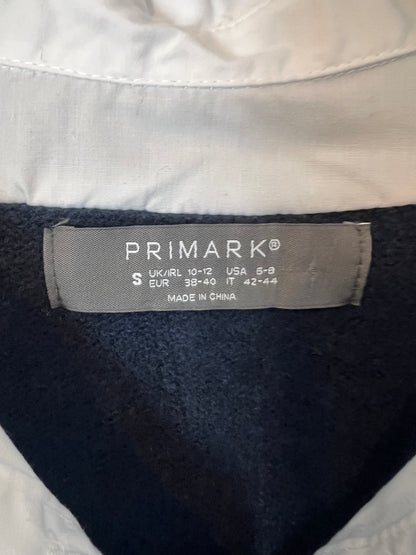 PRIMARK®
S UK/IRL 10-12 USA 6-8
EUR 38-40 IT 42-44
MADE IN CHINA